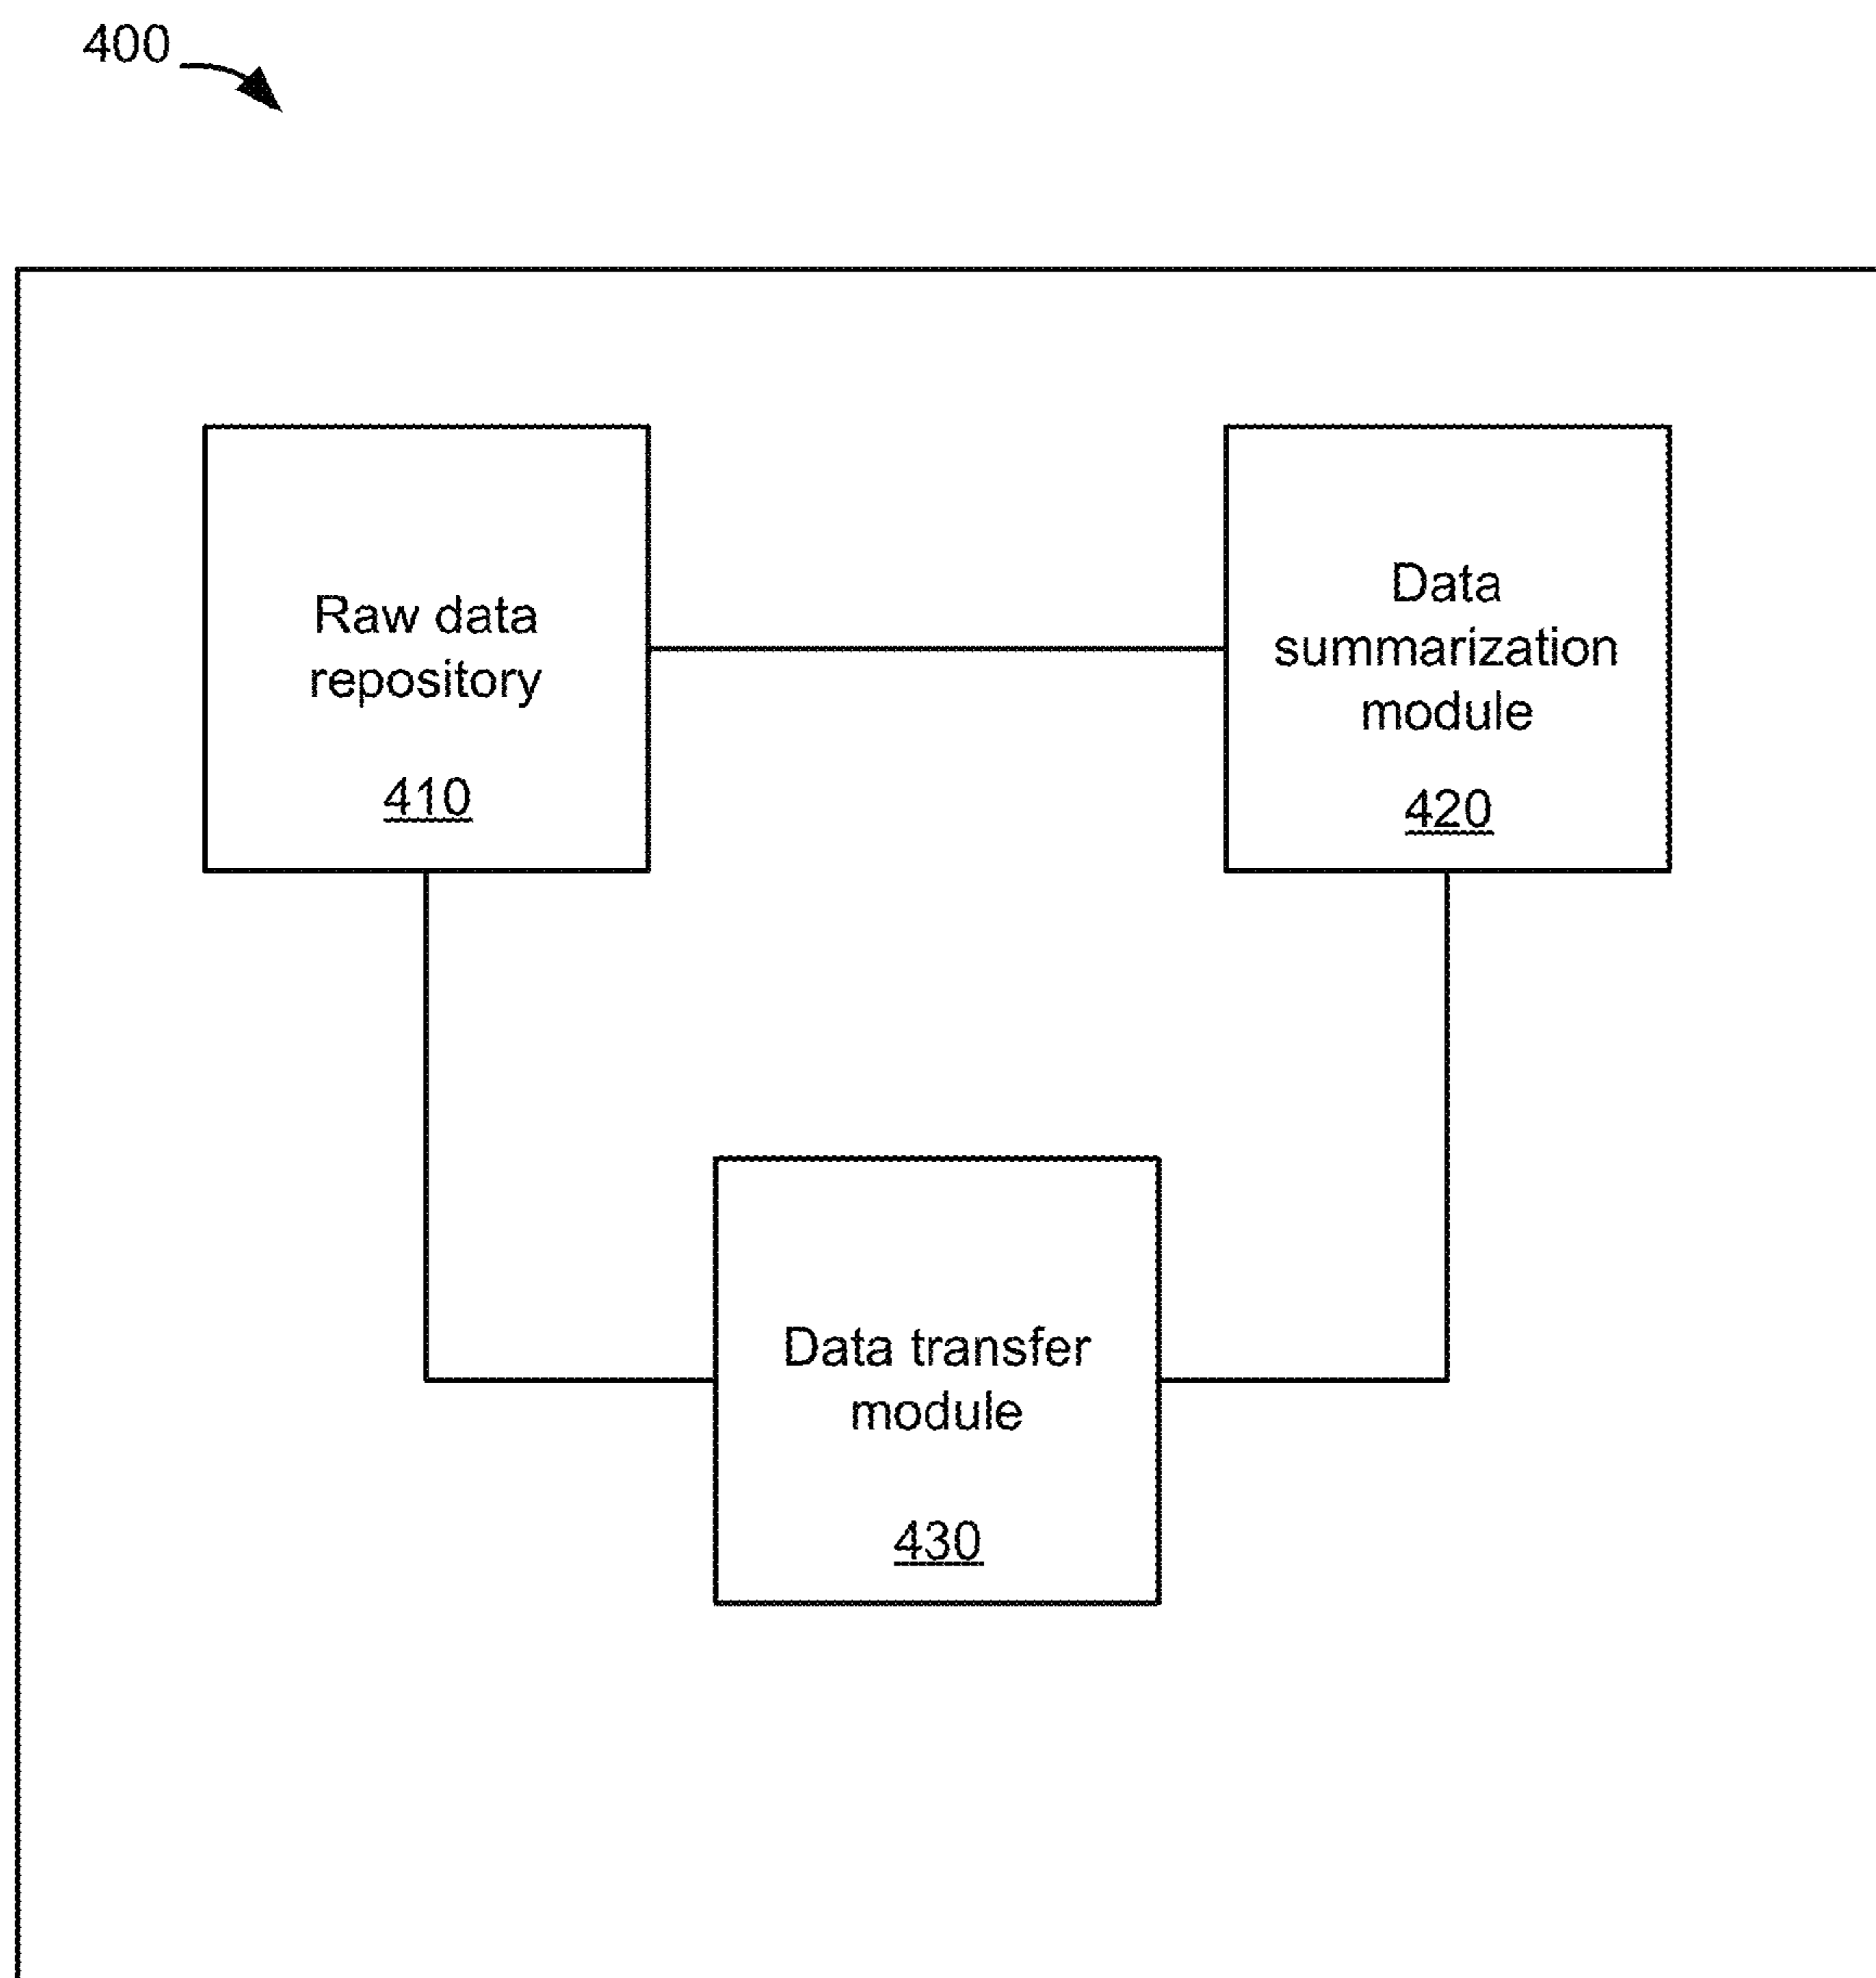 400
Raw data
repository
410
Data
summarization
module
420
Data transfer
module
430